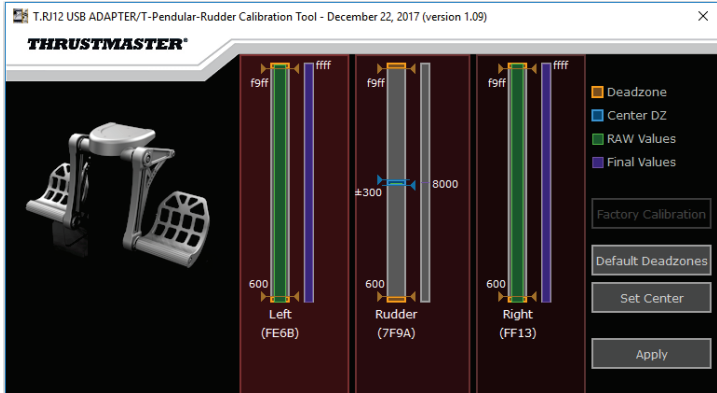 T.RJ12 USB ADAPTER/T-Pendular-Rudder Calibration Tool - December 22, 2017 (version 1.09)
THRUSTMASTER®
ffff
ffff
f9ff
f9ff
f9ff
Deadzone
Center DZ
RAW Values
Final Values
±300
8000
Factory Calibration
Default Deadzones
600
600
600
Set Center
Left
Rudder
Right
(FE6B)
(7F9A)
(FF13)
Apply